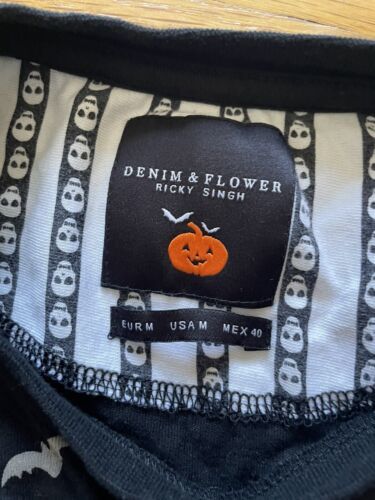 DENIM & FLOWER
RICKY SINGH
EUR M USA M MEX 40